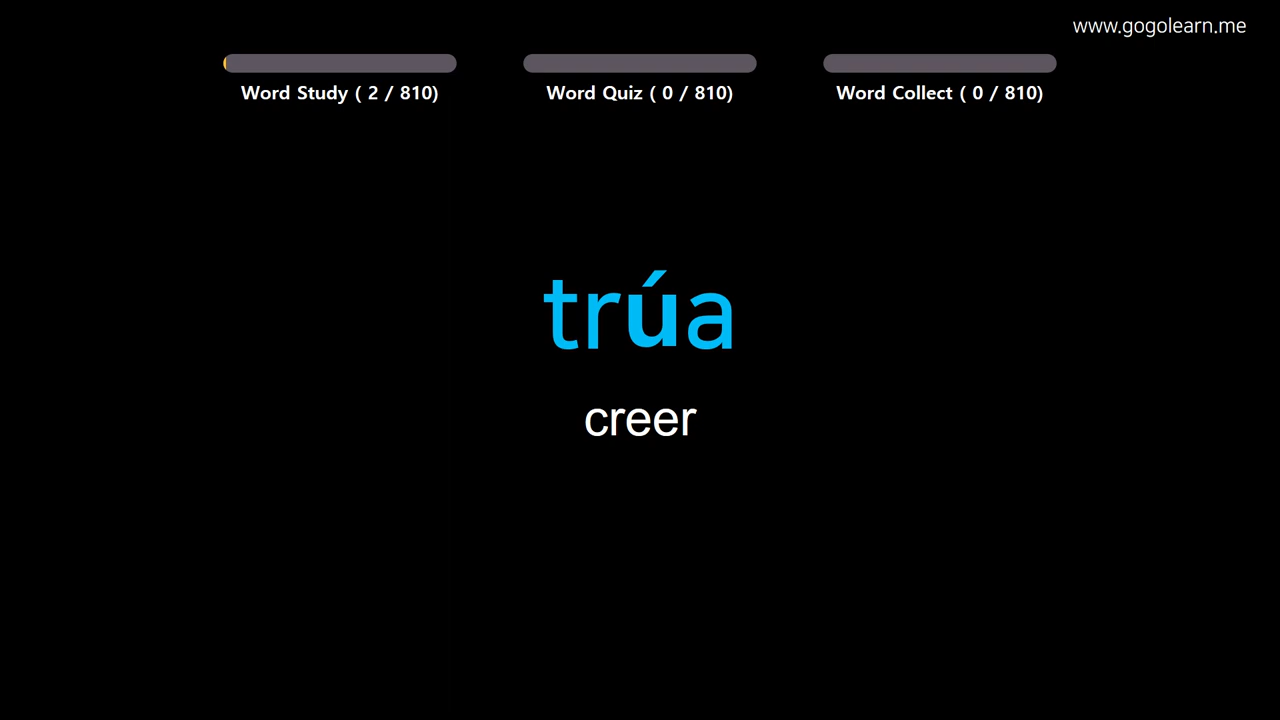 www.gogolearn.me
Word Study ( 2 / 810)
Word Quiz ( 0 / 810)
Word Collect ( 0 / 810)
trúa
creer